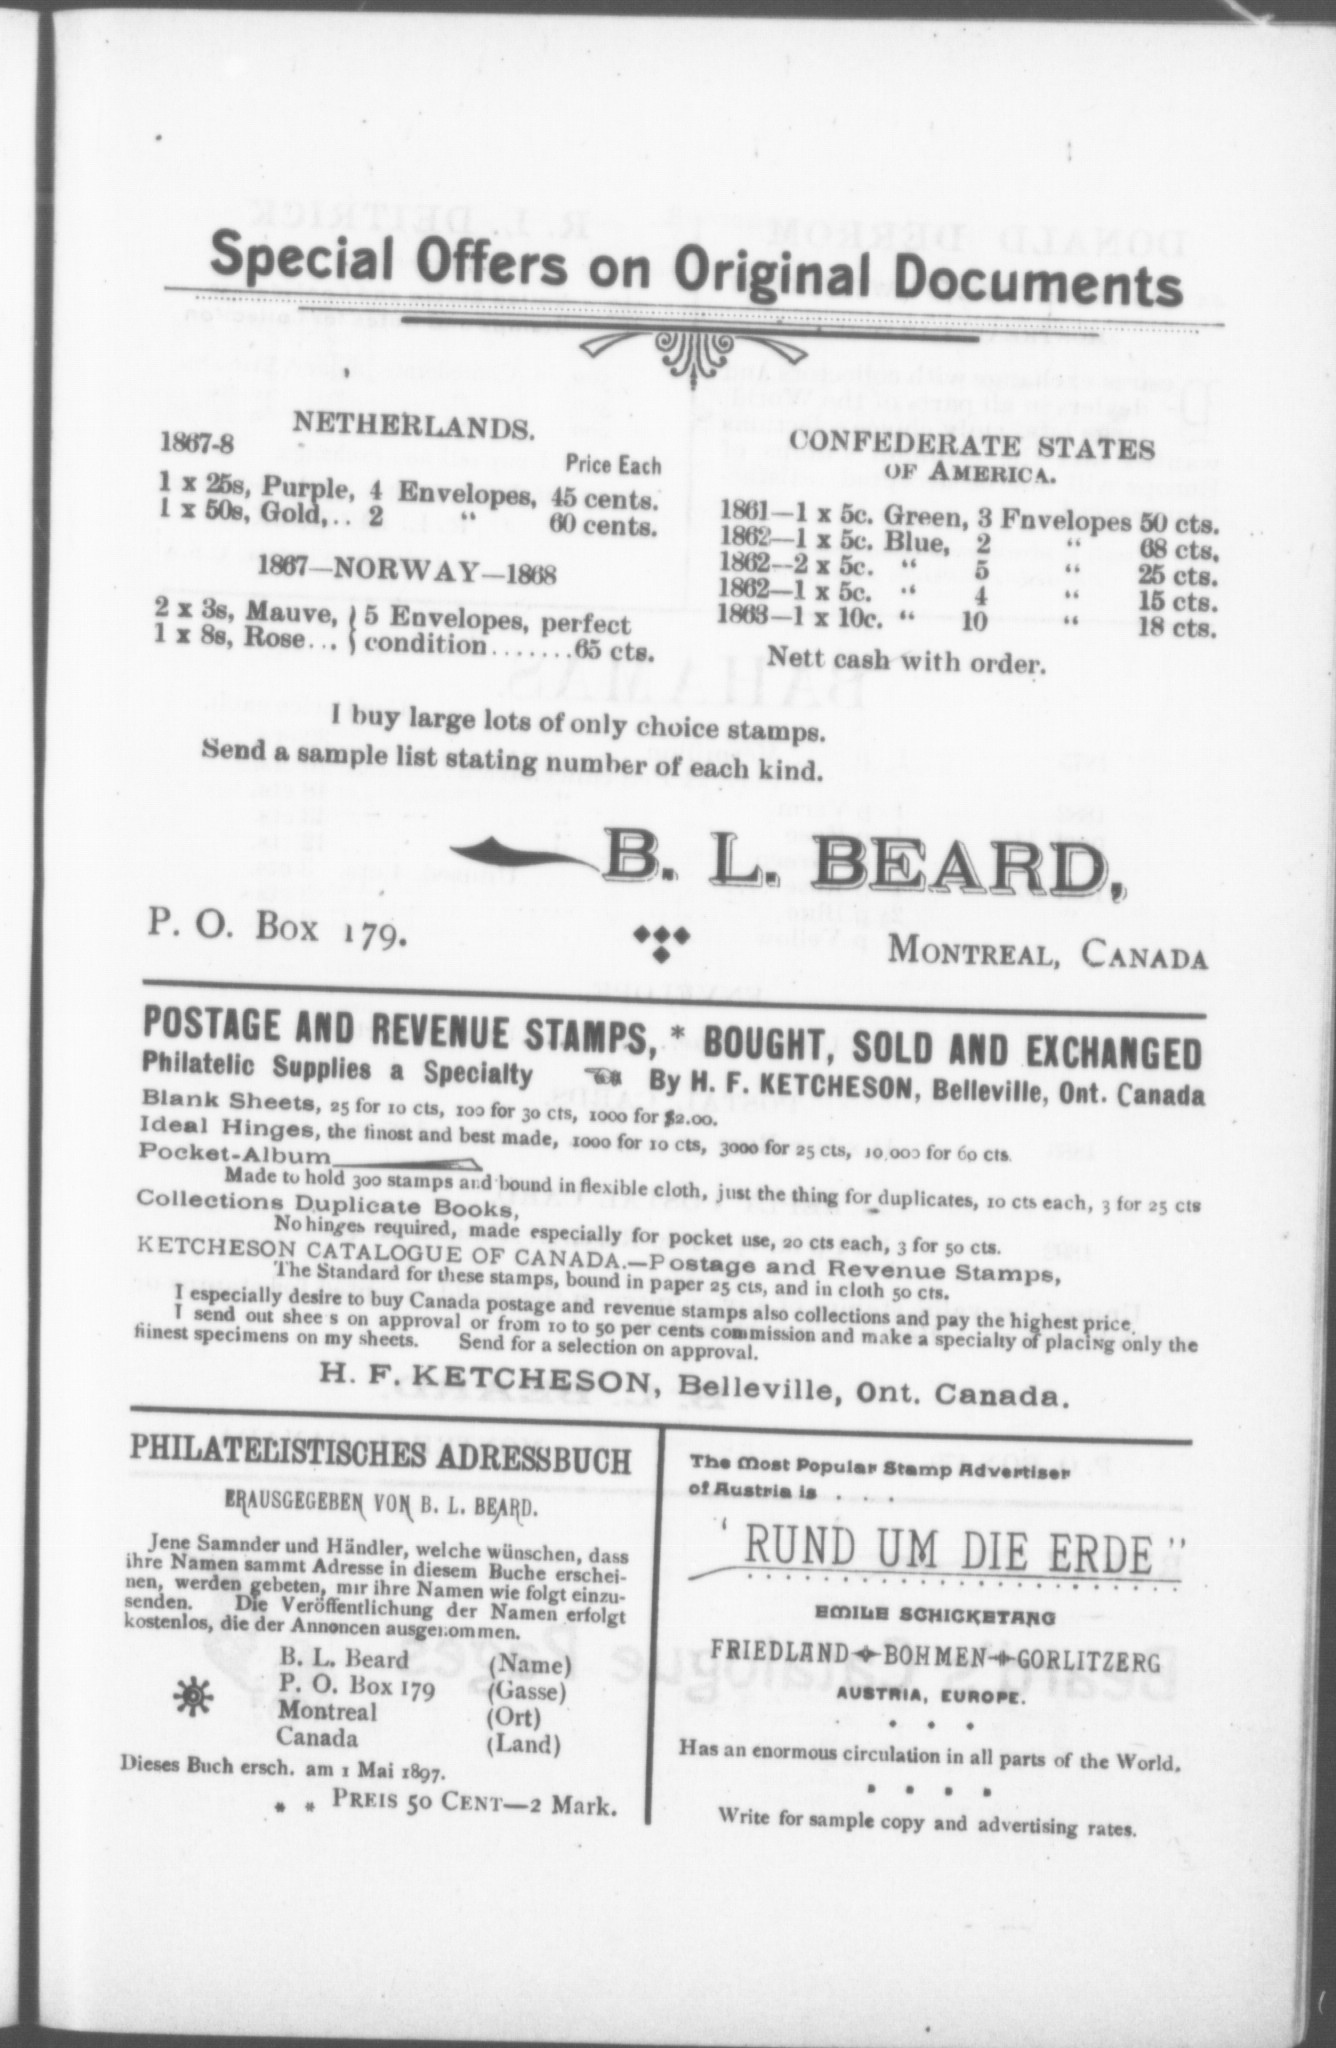 Special Offers on Original Documents
NETHERLANDS.
1867-8
Price Each
1 x 25s, Purple, 4 Envelopes, 45 cents.
1 x 50s, Gold,.. 2 " 60 cents.
1867—NORWAY—1868
2 x 3s, Mauve, } 5 Envelopes, perfect
1 x 8s, Rose... } condition.......65 cts.
CONFEDERATE STATES
OF AMERICA.
1861—1 x 5c. Green, 3 Fnvelopes 50 cts.
1862—1 x 5c. Blue, 2 " 68 cts.
1862—2 x 5c. " 5 " 25 cts.
1862—1 x 5c. " 4 " 15 cts.
1863—1 x 10c. " 10 " 18 cts.
Nett cash with order.
I buy large lots of only choice stamps.
Send a sample list stating number of each kind.
B. L. BEARD,
P. O. BOX 179.
MONTREAL, CANADA
POSTAGE AND REVENUE STAMPS, * BOUGHT, SOLD AND EXCHANGED
Philatelic Supplies a Specialty ☜ By H. F. KETCHESON, Belleville, Ont. Canada
Blank Sheets, 25 for 10 cts, 100 for 30 cts, 1000 for $2.00.
Ideal Hinges, the finost and best made, 1000 for 10 cts, 3000 for 25 cts, 10,000 for 60 cts.
Pocket-Album
Made to hold 300 stamps and bound in flexible cloth, just the thing for duplicates, 10 cts each, 3 for 25 cts
Collections Duplicate Books,
No hinges required, made especially for pocket use, 20 cts each, 3 for 50 cts.
KETCHESON CATALOGUE OF CANADA.—Postage and Revenue Stamps,
The Standard for these stamps, bound in paper 25 cts, and in cloth 50 cts.
I especially desire to buy Canada postage and revenue stamps also collections and pay the highest price.
I send out shee s on approval or from 10 to 50 per cents commission and make a specialty of placing only the
fiinest specimens on my sheets. Send for a selection on approval.
H. F. KETCHESON, Belleville, Ont. Canada.
PHILATELISTISCHES ADRESSBUCH
ERAUSGEGEBEN VON B. L. BEARD.
Jene Samnder und Händler, welche wünschen, dass
ihre Namen sammt Adresse in diesem Buche erschei-
nen, werden gebeten, mir ihre Namen wie folgt einzu-
senden. Die Veröffentlichung der Namen erfolgt
kostenlos, die der Annoncen ausgenommen.
B. L. Beard (Name)
P. O. Box 179 (Gasse)
Montreal (Ort)
Canada (Land)
Dieses Buch ersch. am 1 Mai 1897.
* * PREIS 50 CENT—2 Mark.
The Most Popular Stamp Advertiser
of Austria is . . .
' RUND UM DIE ERDE "
EMILE SCHICKETANG
FRIEDLAND BOHMEN GORLITZERG
AUSTRIA, EUROPE.
Has an enormous circulation in all parts of the World.
Write for sample copy and advertising rates.